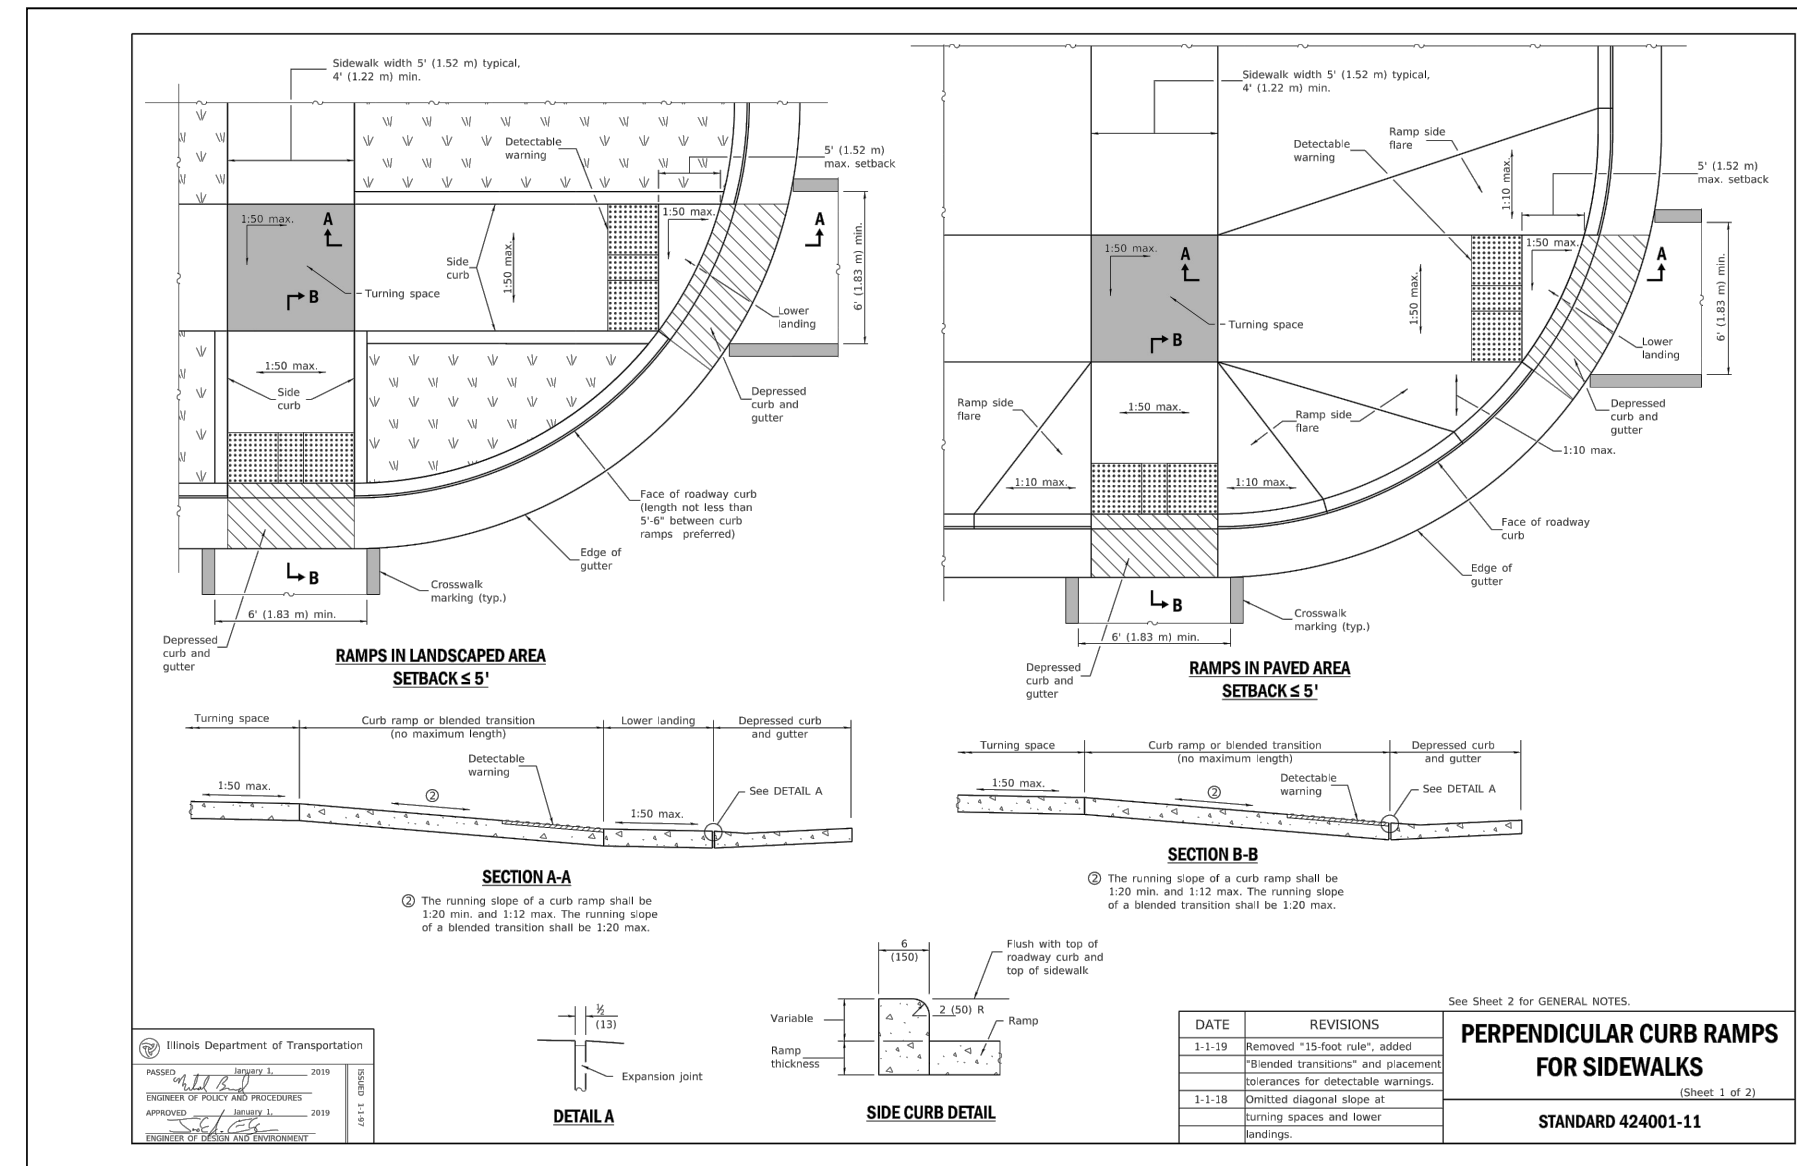 Sidewalk width 5' (1.52 m) typical,
4' (1.22 m) min.
Detectable
warning
5' (1.52 m)
max. setback
1:50 max.
A
1:50 max.
A
Side
curb
1:50 max.
6' (1.83 m) min.
B
Turning space
Lower
landing
1:50 max.
Side
curb
Depressed
curb and
gutter
Face of roadway curb
(length not less than
5'-6" between curb
ramps preferred)
Edge of
gutter
B
Crosswalk
marking (typ.)
6' (1.83 m) min.
Depressed
curb and
gutter
RAMPS IN LANDSCAPED AREA
SETBACK ≤ 5'
Sidewalk width 5' (1.52 m) typical,
4' (1.22 m) min.
Detectable
warning
Ramp side
flare
1:10 max.
5' (1.52 m)
max. setback
1:50 max.
A
1:50 max.
A
1:50 max.
6' (1.83 m) min.
Turning space
B
Lower
landing
Ramp side
flare
1:50 max.
Ramp side
flare
Depressed
curb and
gutter
1:10 max.
1:10 max.
1:10 max.
Face of roadway
curb
Edge of
gutter
B
Crosswalk
marking (typ.)
6' (1.83 m) min.
Depressed
curb and
gutter
RAMPS IN PAVED AREA
SETBACK ≤ 5'
Turning space
Curb ramp or blended transition
(no maximum length)
Lower landing
Depressed curb
and gutter
Detectable
warning
1:50 max.
2
See DETAIL A
1:50 max.
SECTION A-A
2 The running slope of a curb ramp shall be
1:20 min. and 1:12 max. The running slope
of a blended transition shall be 1:20 max.
Turning space
Curb ramp or blended transition
(no maximum length)
Depressed curb
and gutter
1:50 max.
2
Detectable
warning
See DETAIL A
SECTION B-B
2 The running slope of a curb ramp shall be
1:20 min. and 1:12 max. The running slope
of a blended transition shall be 1:20 max.
½
(13)
Expansion joint
DETAIL A
6
(150)
Flush with top of
roadway curb and
top of sidewalk
2 (50) R
Variable
Ramp
Ramp
thickness
SIDE CURB DETAIL
Illinois Department of Transportation
PASSED January 1, 2019
ENGINEER OF POLICY AND PROCEDURES
APPROVED January 1, 2019
ENGINEER OF DESIGN AND ENVIRONMENT
ISSUED 1-1-97
See Sheet 2 for GENERAL NOTES.
DATE REVISIONS
1-1-19 Removed "15-foot rule", added
"Blended transitions" and placement
tolerances for detectable warnings.
1-1-18 Omitted diagonal slope at
turning spaces and lower
landings.
PERPENDICULAR CURB RAMPS
FOR SIDEWALKS
(Sheet 1 of 2)
STANDARD 424001-11